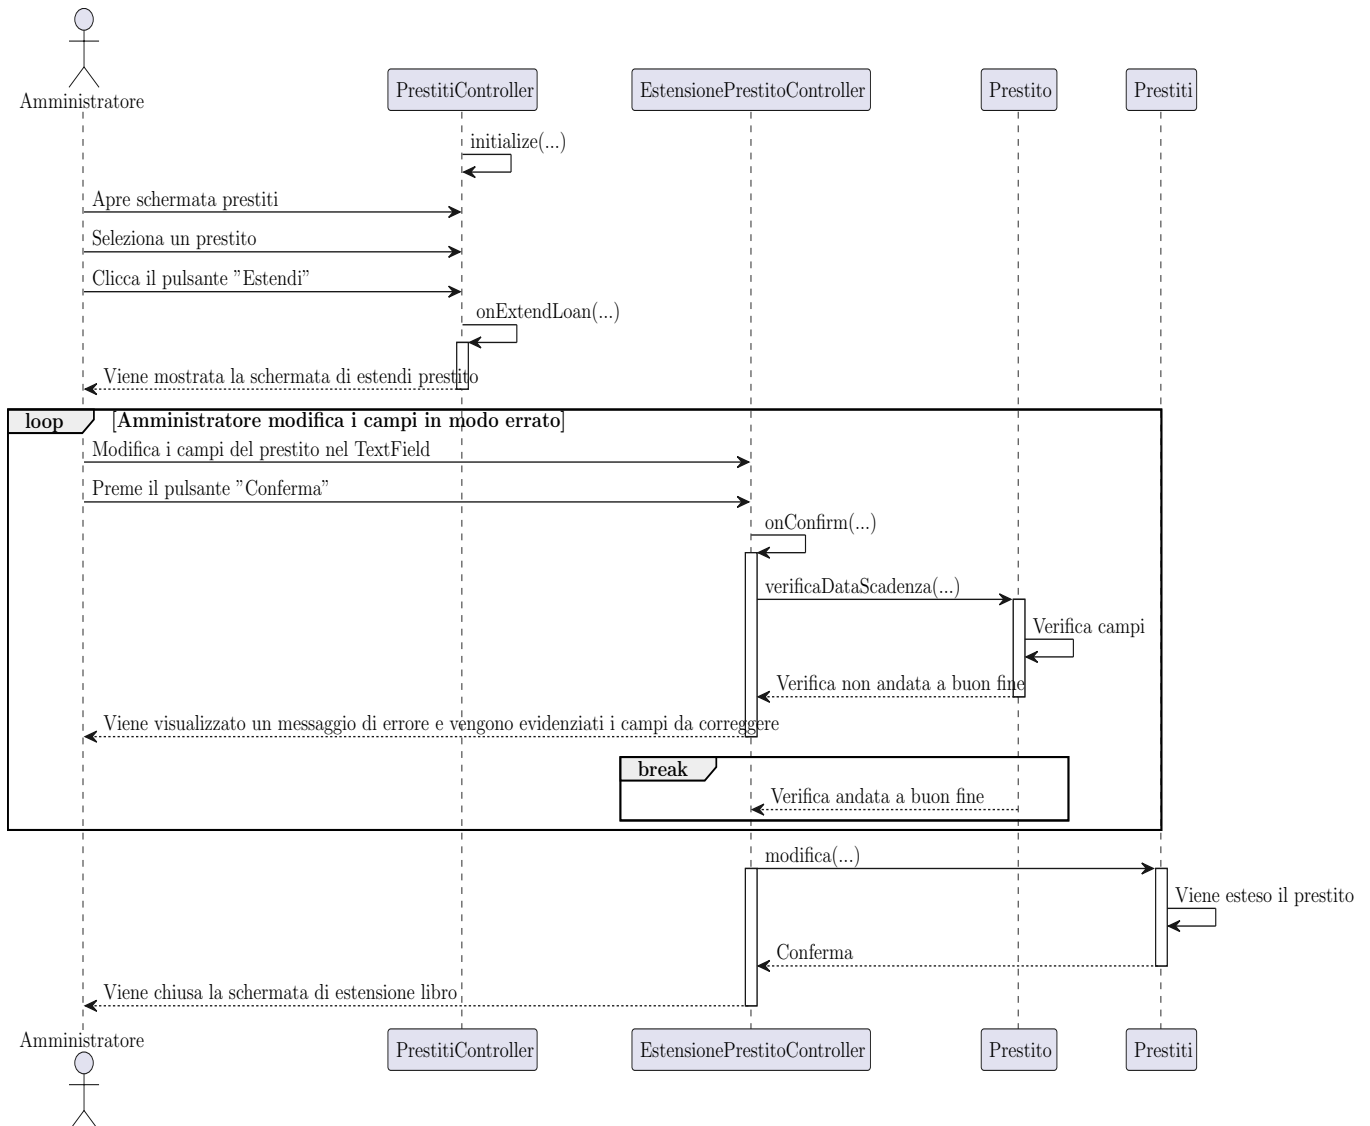 Amministratore
PrestitiController
EstensionePrestitoController
Prestito
Prestiti
initialize(...)
Apre schermata prestiti
Seleziona un prestito
Clicca il pulsante ”Estendi”
onExtendLoan(...)
Viene mostrata la schermata di estendi prestito
loop
[Amministratore modifica i campi in modo errato]
Modifica i campi del prestito nel TextField
Preme il pulsante ”Conferma”
onConfirm(...)
verificaDataScadenza(...)
Verifica campi
Verifica non andata a buon fine
Viene visualizzato un messaggio di errore e vengono evidenziati i campi da correggere
break
Verifica andata a buon fine
modifica(...)
Viene esteso il prestito
Conferma
Viene chiusa la schermata di estensione libro
Amministratore
PrestitiController
EstensionePrestitoController
Prestito
Prestiti